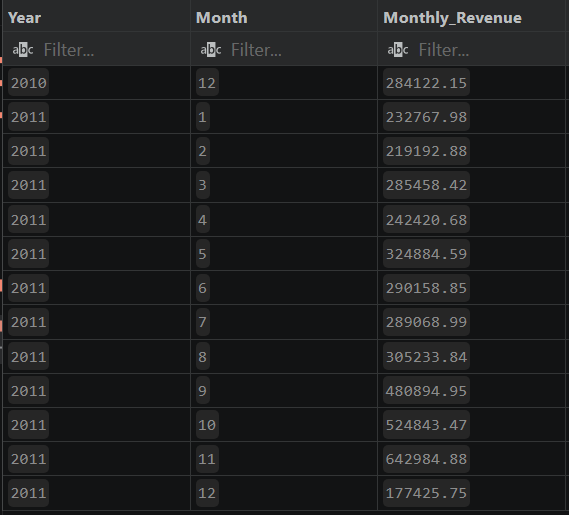 Year Month Monthly_Revenue
abc Filter... abc Filter... abc Filter...
2010 12 284122.15
2011 1 232767.98
2011 2 219192.88
2011 3 285458.42
2011 4 242420.68
2011 5 324884.59
2011 6 290158.85
2011 7 289068.99
2011 8 305233.84
2011 9 480894.95
2011 10 524843.47
2011 11 642984.88
2011 12 177425.75